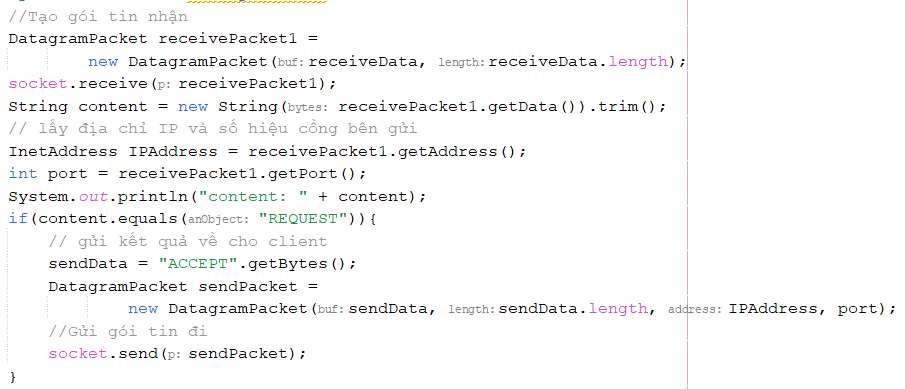 //Tạo gói tin nhận
DatagramPacket receivePacket1 =
new DatagramPacket( buf: receiveData, length: receiveData.length);
socket.receive( p: receivePacket1);
String content = new String( bytes: receivePacket1.getData()).trim();
// lấy địa chỉ IP và số hiệu cổng bên gửi
InetAddress IPAddress = receivePacket1.getAddress();
int port = receivePacket1.getPort();
System.out.println("content: " + content);
if(content.equals( anObject: "REQUEST")){
// gửi kết quả về cho client
sendData = "ACCEPT".getBytes();
DatagramPacket sendPacket =
new DatagramPacket( buf: sendData, length: sendData.length, address: IPAddress, port);
//Gửi gói tin đi
socket.send( p: sendPacket);
}